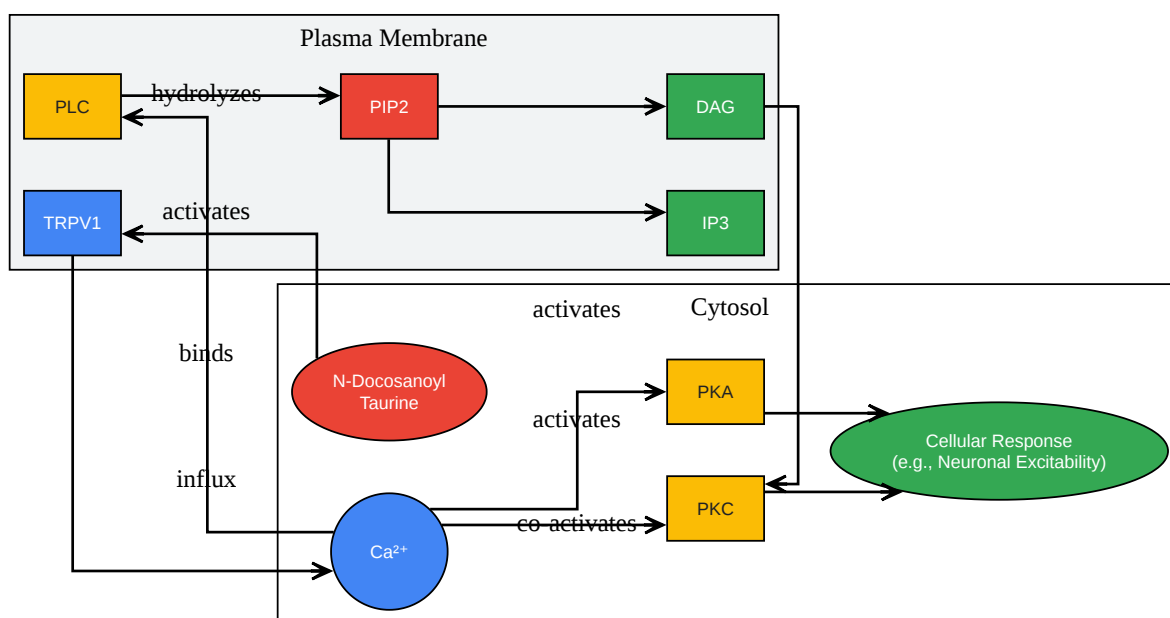 Plasma Membrane
PLC
hydrolyzes
PIP2
DAG
TRPV1
activates
IP3
activates
Cytosol
binds
N-Docosanoyl
Taurine
PKA
activates
Cellular Response
(e.g., Neuronal Excitability)
influx
PKC
co-activates
Ca²⁺